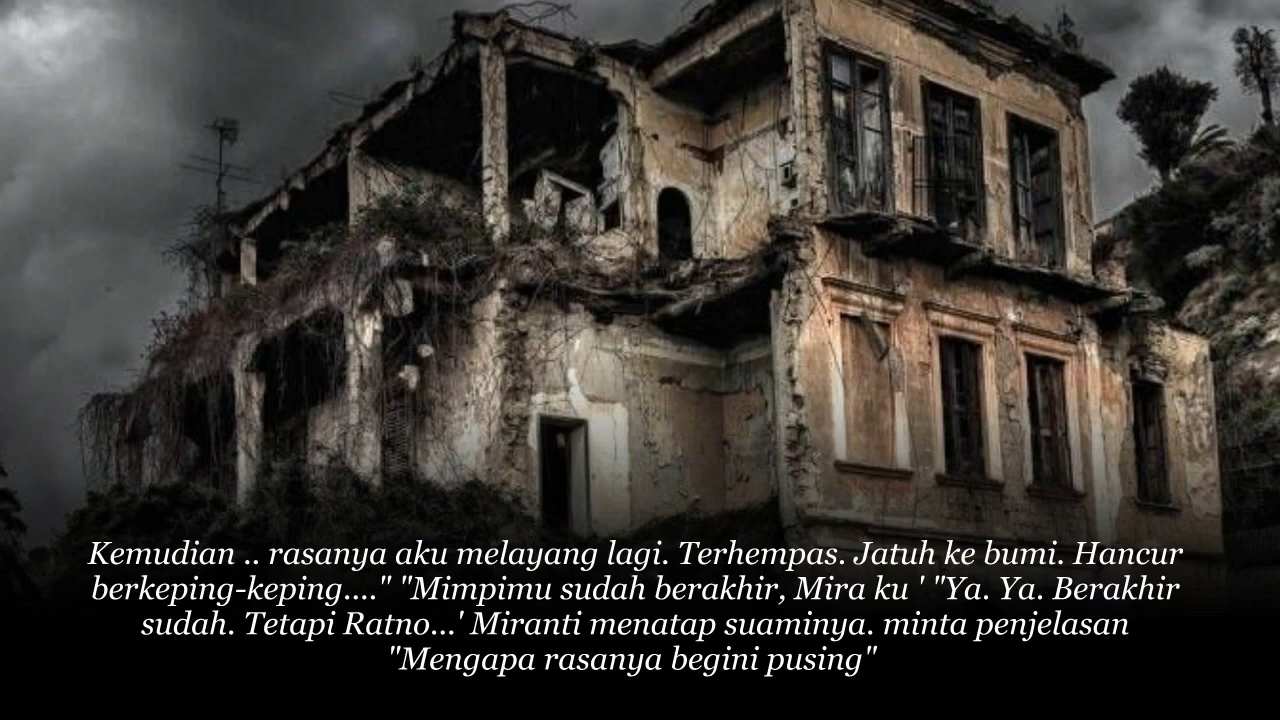 Kemudian .. rasanya aku melayang lagi. Terhempas. Jatuh ke bumi. Hancur
berkeping-keping...." "Mimpimu sudah berakhir, Mira ku ' "Ya. Ya. Berakhir
sudah. Tetapi Ratno...' Miranti menatap suaminya. minta penjelasan
"Mengapa rasanya begini pusing"